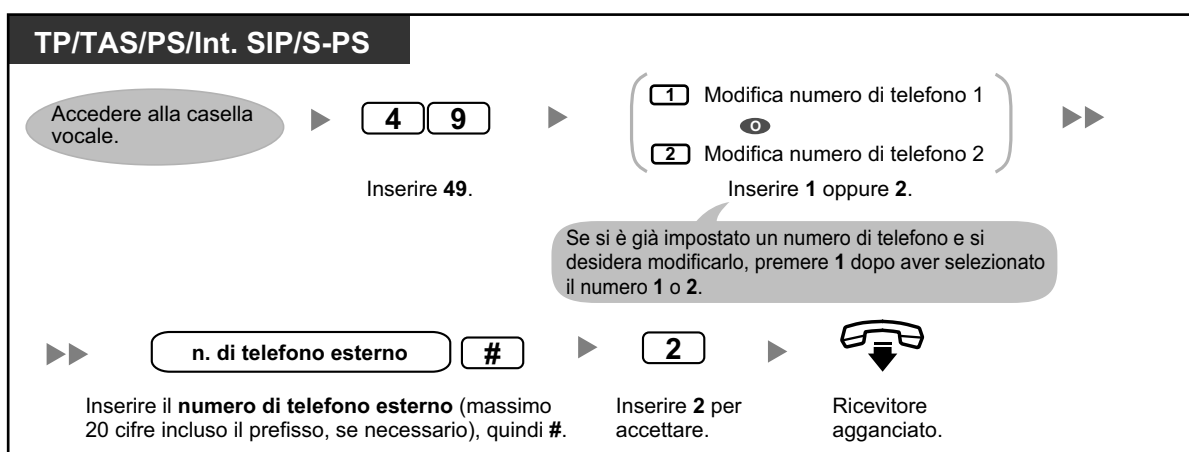 TP/TAS/PS/Int. SIP/S-PS
Accedere alla casella
vocale.
4 9
Inserire 49.
1 Modifica numero di telefono 1
O
2 Modifica numero di telefono 2
Inserire 1 oppure 2.
Se si è già impostato un numero di telefono e si
desidera modificarlo, premere 1 dopo aver selezionato
il numero 1 o 2.
n. di telefono esterno #
Inserire il numero di telefono esterno (massimo
20 cifre incluso il prefisso, se necessario), quindi #.
2
Inserire 2 per
accettare.
Ricevitore
agganciato.